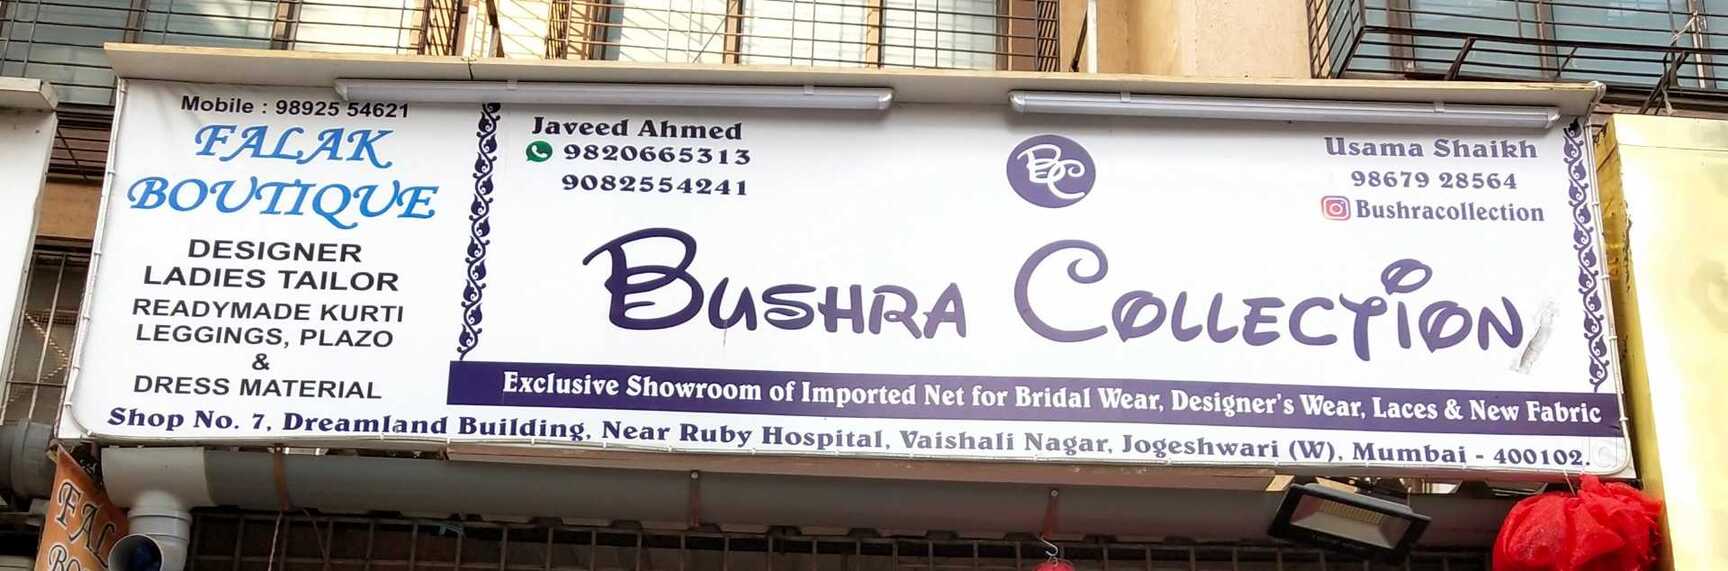 Mobile : 98925 54621
FALAK
BOUTIQUE
DESIGNER
LADIES TAILOR
READYMADE KURTI
LEGGINGS, PLAZO
&
DRESS MATERIAL
Javeed Ahmed
9820665313
9082554241
BC
Usama Shaikh
98679 28564
Bushracollection
BUSHRA COLLECTION
Exclusive Showroom of Imported Net for Bridal Wear, Designer's Wear, Laces & New Fabric
Shop No. 7, Dreamland Building, Near Ruby Hospital, Vaishali Nagar, Jogeshwari (W), Mumbai - 400102.